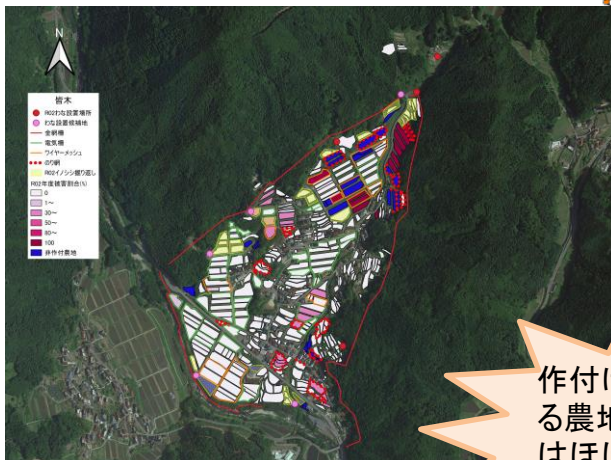 N
皆木
R02わな設置場所
わな設置候補地
金網柵
電気柵
ワイヤーメッシュ
のり網
R02イノシシ掘り返し
R02年度被害割合(%)
0
1～
30～
50～
80～
100
非作付農地
作付け
る農地
はほぼ